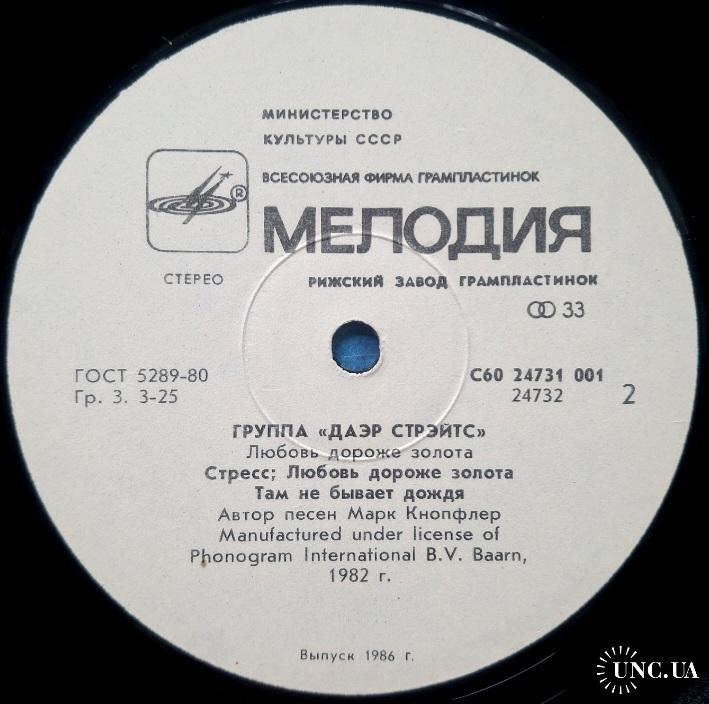 МИНИСТЕРСТВО
КУЛЬТУРЫ СССР
ВСЕСОЮЗНАЯ ФИРМА ГРАМПЛАСТИНОК
®
МЕЛОДИЯ
СТЕРЕО
РИЖСКИЙ ЗАВОД ГРАМПЛАСТИНОК
33
ГОСТ 5289-80
Гр. 3. 3-25
С60 24731 001
24732
2
ГРУППА «ДАЭР СТРЭЙТС»
Любовь дороже золота
Стресс; Любовь дороже золота
Там не бывает дождя
Автор песен Марк Кнопфлер
Manufactured under license of
Phonogram International B.V. Baarn,
1982 г.
Выпуск 1986 г.
UNC.UA